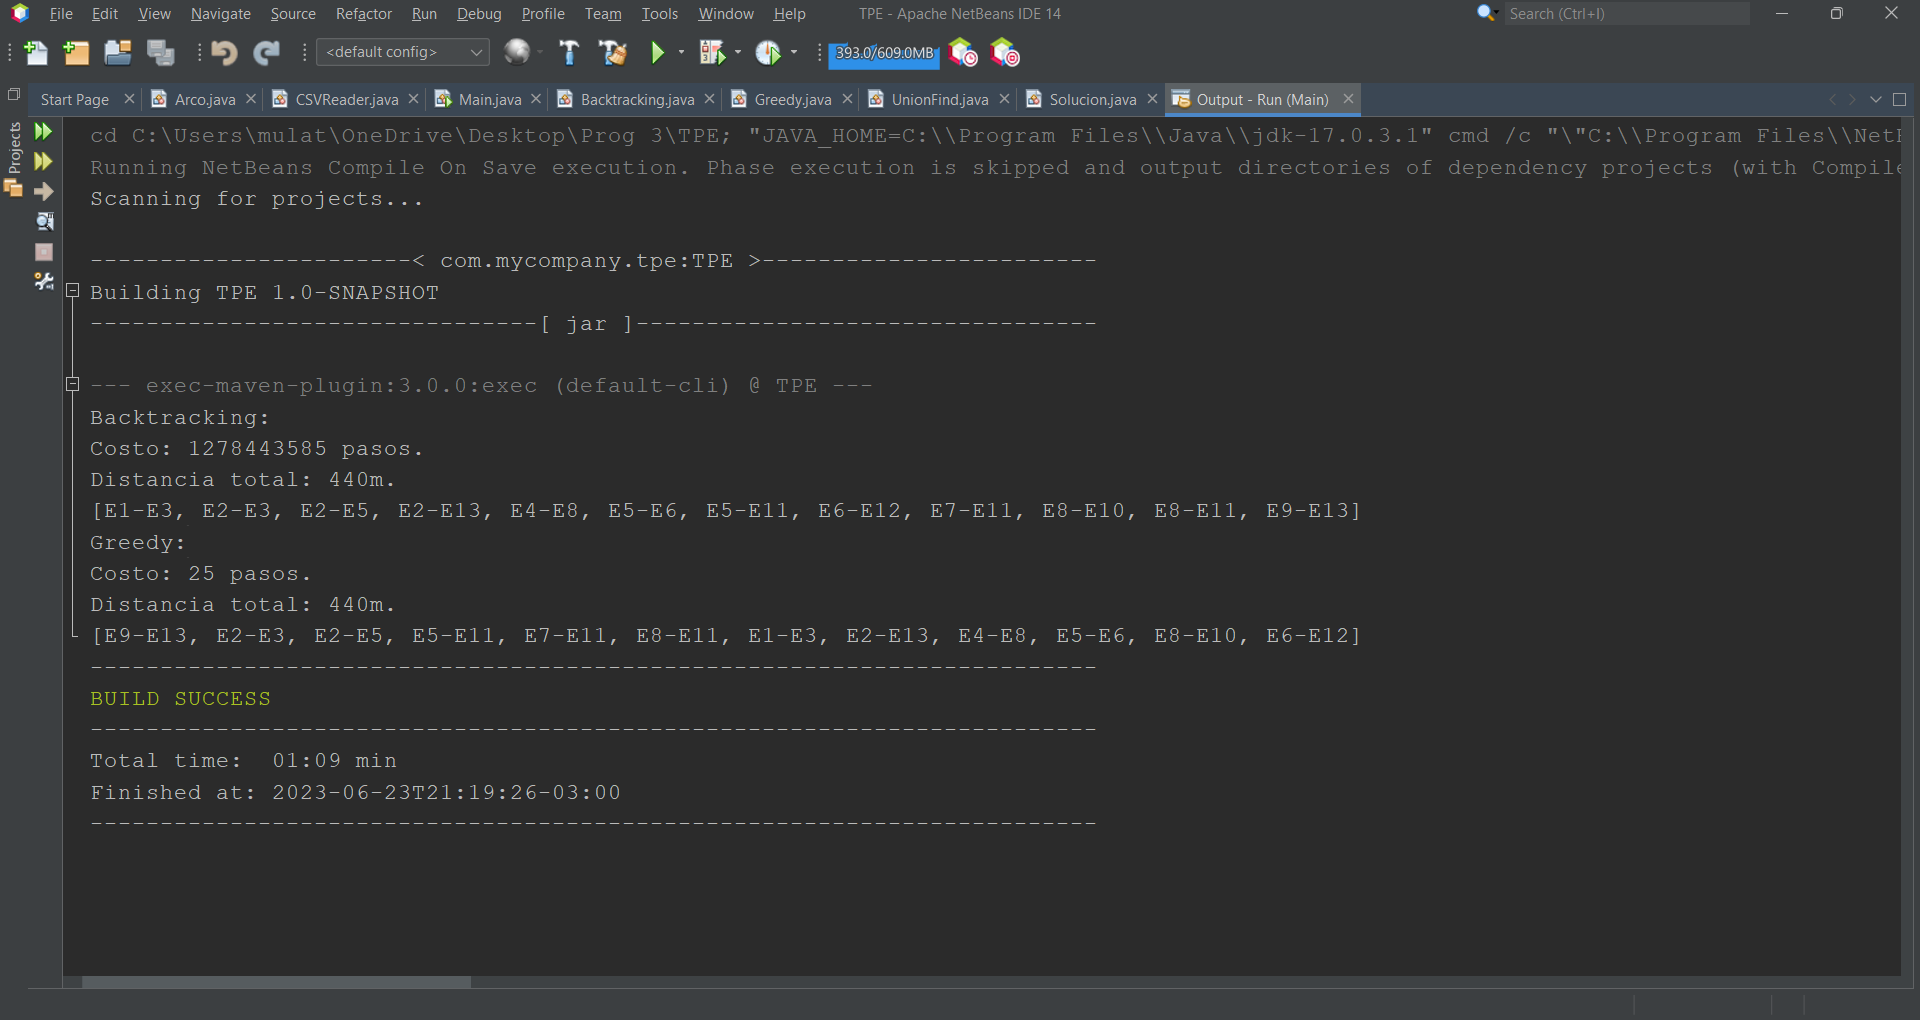 File Edit View Navigate Source Refactor Run Debug Profile Team Tools Window Help TPE - Apache NetBeans IDE 14 Search (Ctrl+I)
<default config> 393.0/609.0MB
Start Page Arco.java CSVReader.java Main.java Backtracking.java Greedy.java UnionFind.java Solucion.java Output - Run (Main)
Projects
cd C:\Users\mulat\OneDrive\Desktop\Prog 3\TPE; "JAVA_HOME=C:\\Program Files\\Java\\jdk-17.0.3.1" cmd /c "\"C:\\Program Files\\Net
Running NetBeans Compile On Save execution. Phase execution is skipped and output directories of dependency projects (with Compile
Scanning for projects...
-----------------------< com.mycompany.tpe:TPE >------------------------
Building TPE 1.0-SNAPSHOT
--------------------------------[ jar ]---------------------------------
--- exec-maven-plugin:3.0.0:exec (default-cli) @ TPE ---
Backtracking:
Costo: 1278443585 pasos.
Distancia total: 440m.
[E1-E3, E2-E3, E2-E5, E2-E13, E4-E8, E5-E6, E5-E11, E6-E12, E7-E11, E8-E10, E8-E11, E9-E13]
Greedy:
Costo: 25 pasos.
Distancia total: 440m.
[E9-E13, E2-E3, E2-E5, E5-E11, E7-E11, E8-E11, E1-E3, E2-E13, E4-E8, E5-E6, E8-E10, E6-E12]
------------------------------------------------------------------------
BUILD SUCCESS
------------------------------------------------------------------------
Total time:  01:09 min
Finished at: 2023-06-23T21:19:26-03:00
------------------------------------------------------------------------